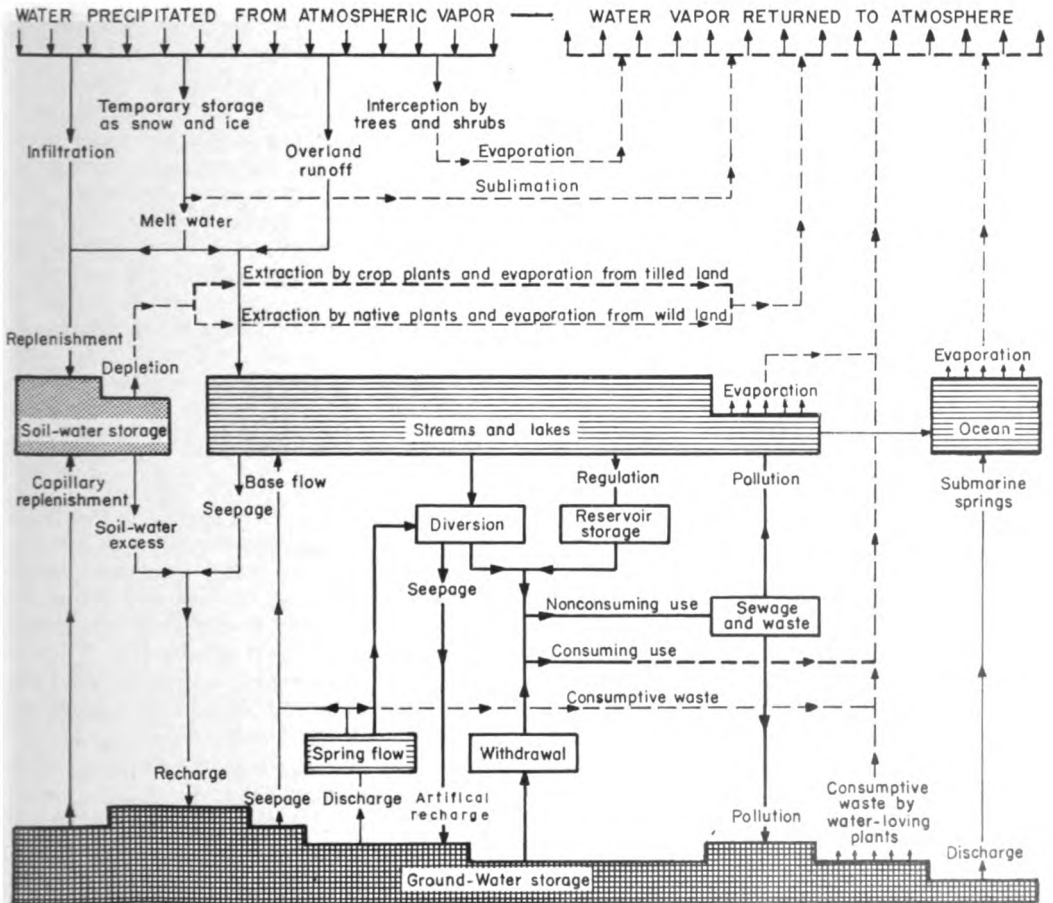 WATER PRECIPITATED FROM ATMOSPHERIC VAPOR
WATER VAPOR RETURNED TO ATMOSPHERE
Temporary storage
as snow and ice
Interception by
trees and shrubs
Infiltration
Overland
runoff
Evaporation
Sublimation
Melt water
Extraction by crop plants and evaporation from tilled land
Extraction by native plants and evaporation from wild land
Replenishment
Depletion
Evaporation
Evaporation
Soil-water storage
Streams and lakes
Ocean
Capillary
replenishment
Base flow
Regulation
Pollution
Submarine
springs
Seepage
Soil-water
excess
Diversion
Reservoir
storage
Seepage
Nonconsuming use
Sewage
and waste
Consuming use
Consumptive waste
Spring flow
Withdrawal
Recharge
Seepage
Discharge
Artifical
recharge
Pollution
Consumptive
waste by
water-loving
plants
Discharge
Ground-Water storage